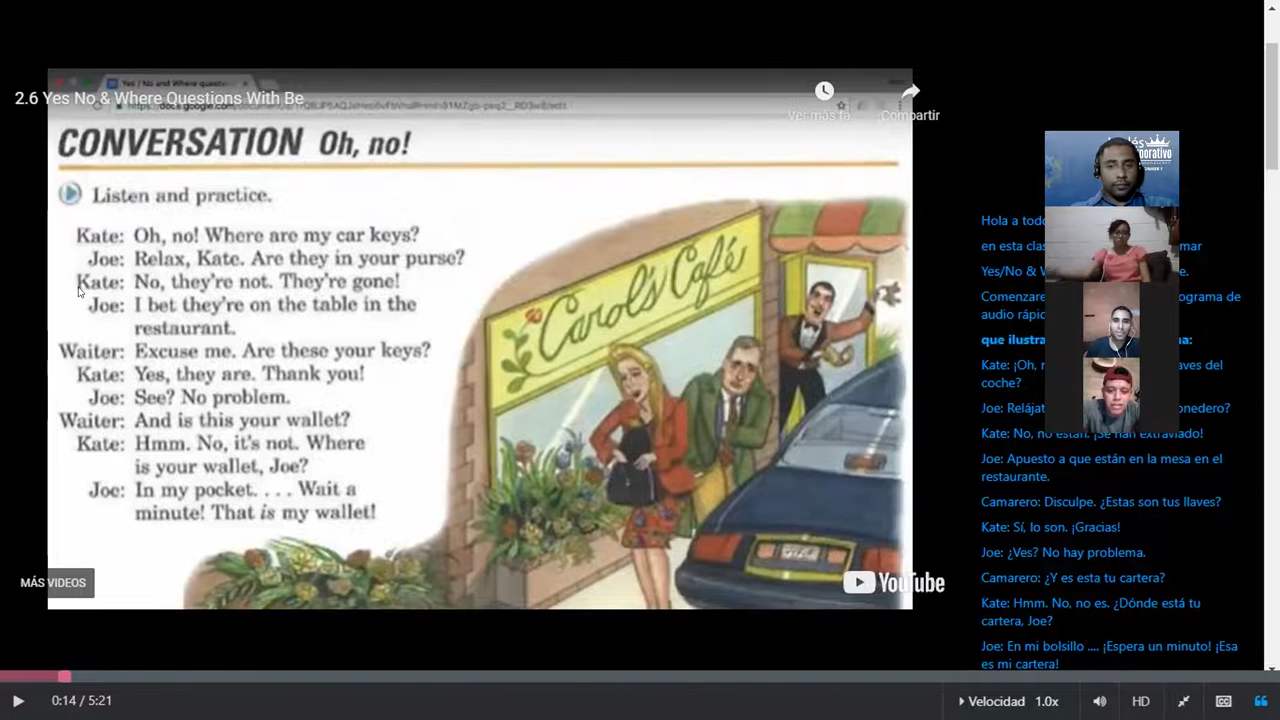 2.6 Yes No & Where Questions With Be
Ver más ta
Compartir
CONVERSATION Oh, no!
Listen and practice.
Kate: Oh, no! Where are my car keys?
Joe: Relax, Kate. Are they in your purse?
Kate: No, they're not. They're gone!
Joe: I bet they're on the table in the
restaurant.
Waiter: Excuse me. Are these your keys?
Kate: Yes, they are. Thank you!
Joe: See? No problem.
Waiter: And is this your wallet?
Kate: Hmm. No, it's not. Where
is your wallet, Joe?
Joe: In my pocket. . . . Wait a
minute! That is my wallet!
Carol's Café
MÁS VIDEOS
YouTube
Hola a todo
en esta clas mar
Yes/No & W e.
Comenzare ograma de
audio rápic
que ilustra a:
Kate: ¡Oh, n aves del
coche?
Joe: Relájat onedero?
Kate: No, no están. ¡Se han extraviado!
Joe: Apuesto a que están en la mesa en el
restaurante.
Camarero: Disculpe. ¿Estas son tus llaves?
Kate: Sí, lo son. ¡Gracias!
Joe: ¿Ves? No hay problema.
Camarero: ¿Y es esta tu cartera?
Kate: Hmm. No, no es. ¿Dónde está tu
cartera, Joe?
Joe: En mi bolsillo .... ¡Espera un minuto! ¡Esa
es mi cartera!
0:14 / 5:21
Velocidad 1.0x
HD
CC